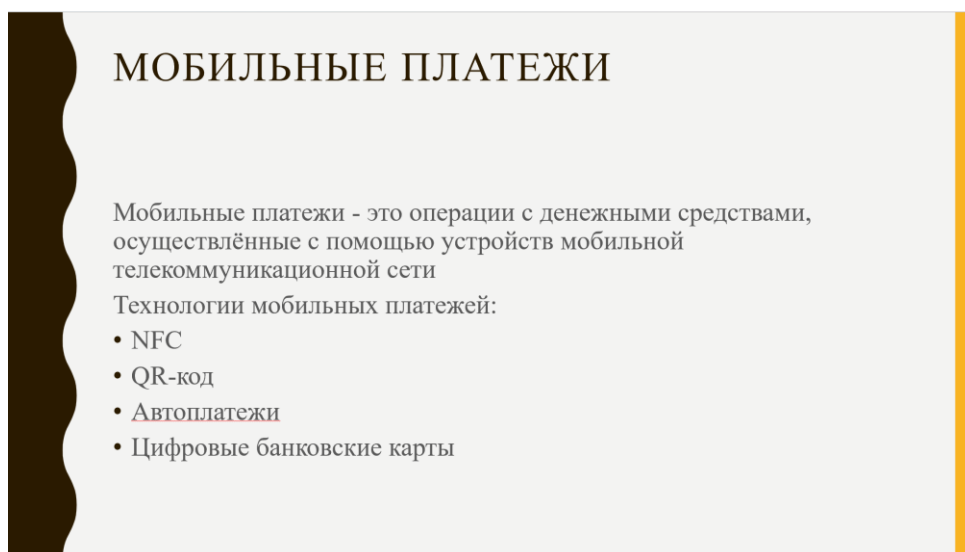 МОБИЛЬНЫЕ ПЛАТЕЖИ
Мобильные платежи - это операции с денежными средствами,
осуществлённые с помощью устройств мобильной
телекоммуникационной сети
Технологии мобильных платежей:
• NFC
• QR-код
• Автоплатежи
• Цифровые банковские карты